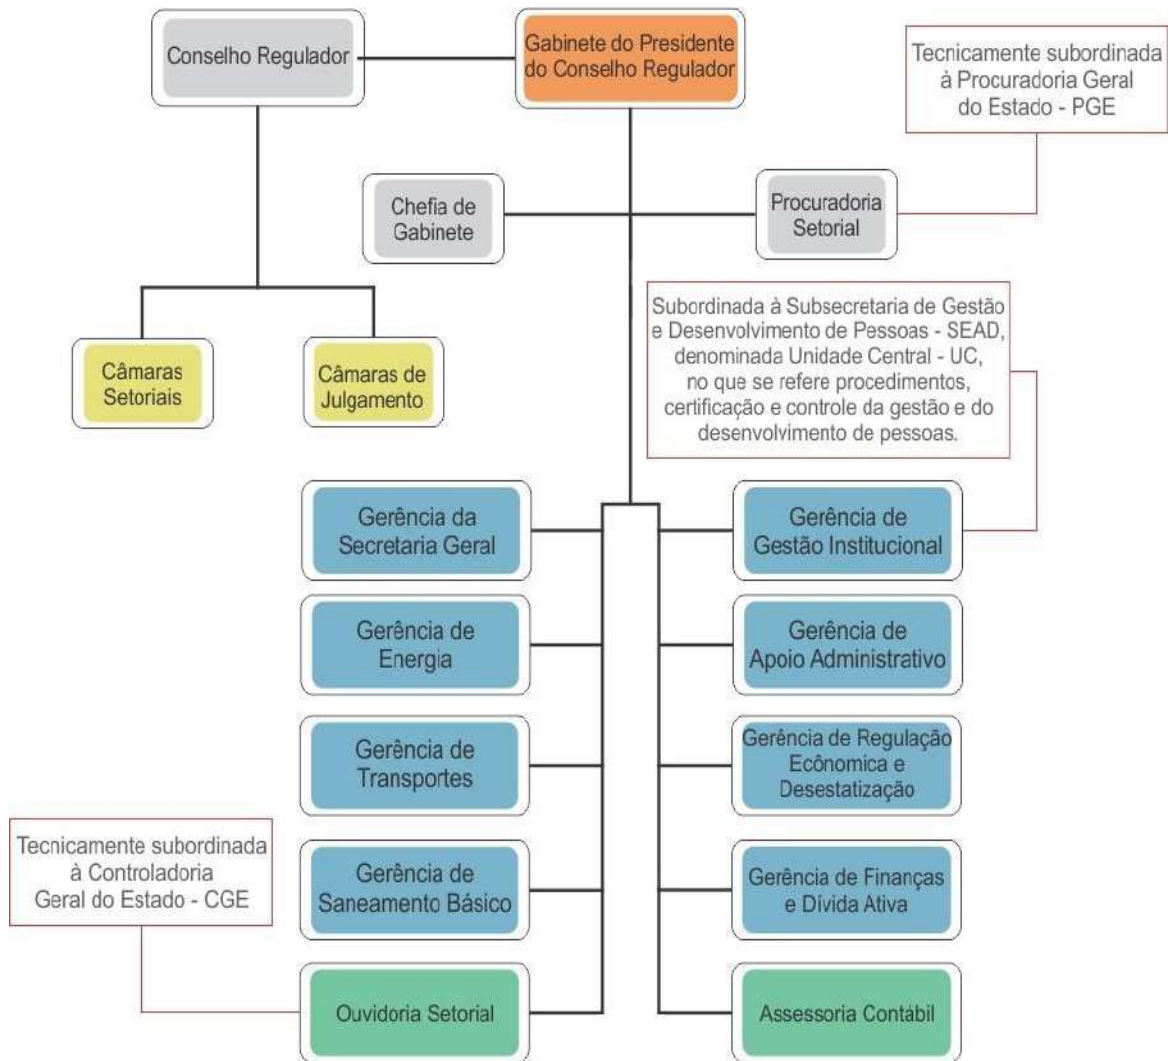 Conselho Regulador
Gabinete do Presidente
do Conselho Regulador
Tecnicamente subordinada
à Procuradoria Geral
do Estado - PGE
Chefia de
Gabinete
Procuradoria
Setorial
Subordinada à Subsecretaria de Gestão
e Desenvolvimento de Pessoas - SEAD,
denominada Unidade Central - UC,
no que se refere procedimentos,
certificação e controle da gestão e do
desenvolvimento de pessoas.
Câmaras
Setoriais
Câmaras de
Julgamento
Gerência da
Secretaria Geral
Gerência de
Gestão Institucional
Gerência de
Energia
Gerência de
Apoio Administrativo
Gerência de
Transportes
Gerência de Regulação
Ecônomica e
Desestatização
Tecnicamente subordinada
à Controladoria
Geral do Estado - CGE
Gerência de
Saneamento Básico
Gerência de Finanças
e Dívida Ativa
Ouvidoria Setorial
Assessoria Contábil